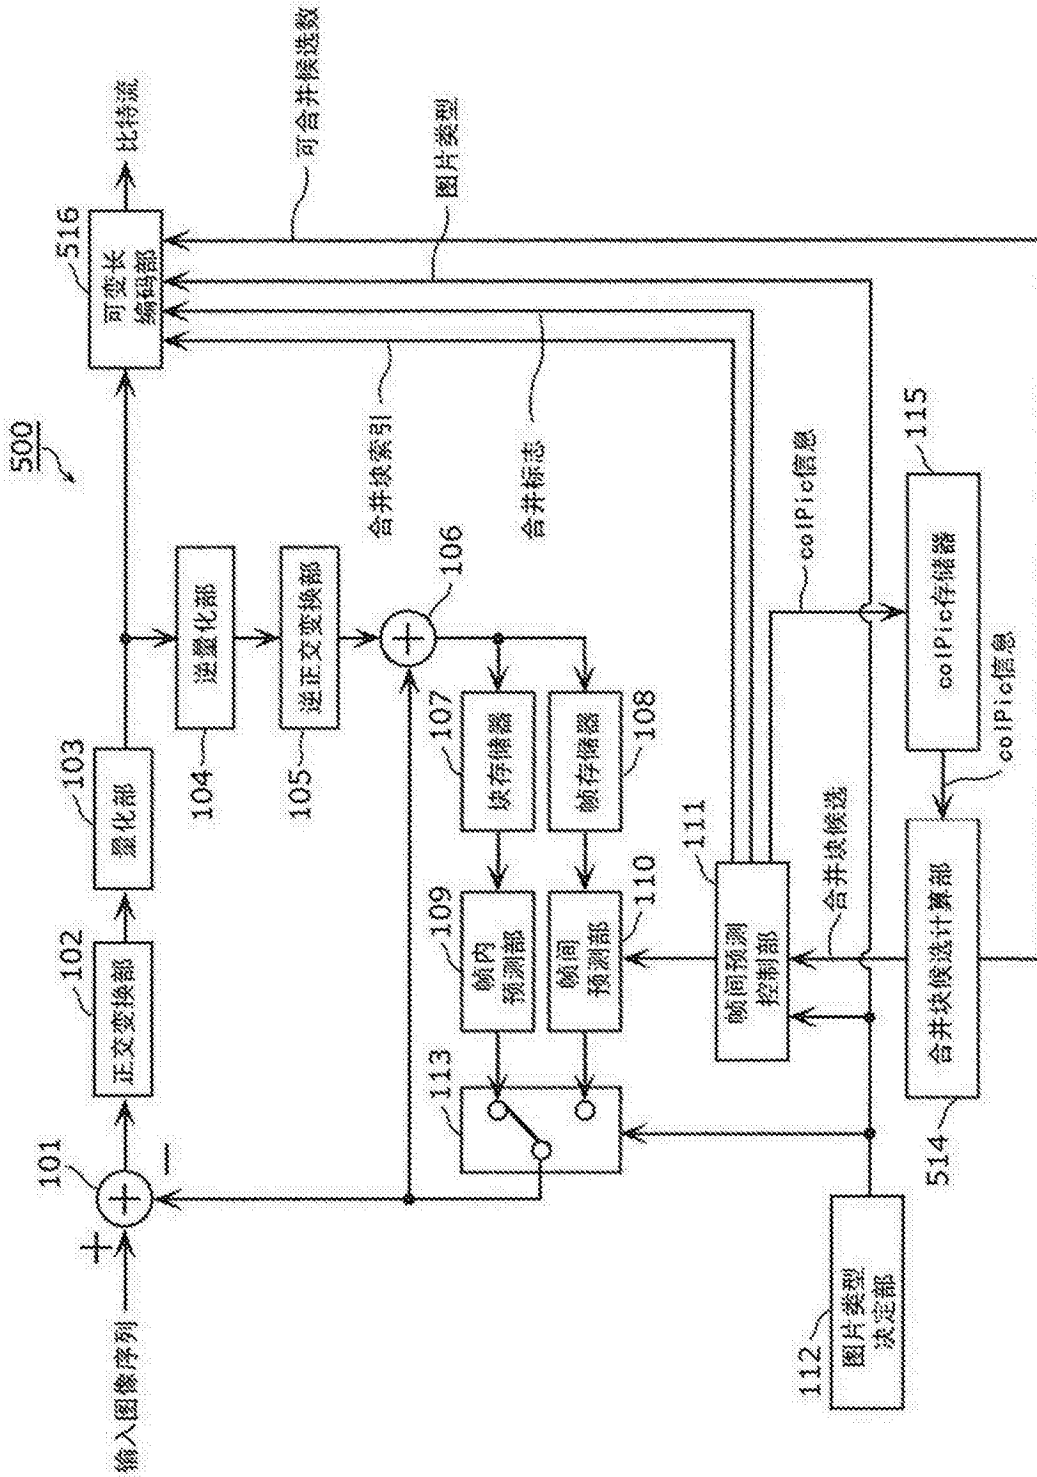 500
输入图像序列
+
−
101
正交变换部
102
量化部
103
可变长
编码部
516
比特流
逆量化部
104
逆正交变换部
105
106
合并块索引
合并标志
图片类型
可合并候选数
块存储器
107
帧存储器
108
帧内
预测部
109
帧间
预测部
110
113
帧间预测
控制部
111
colPic信息
colPic存储器
115
colPic信息
合并块候选
合并块候选计算部
514
图片类型
决定部
112